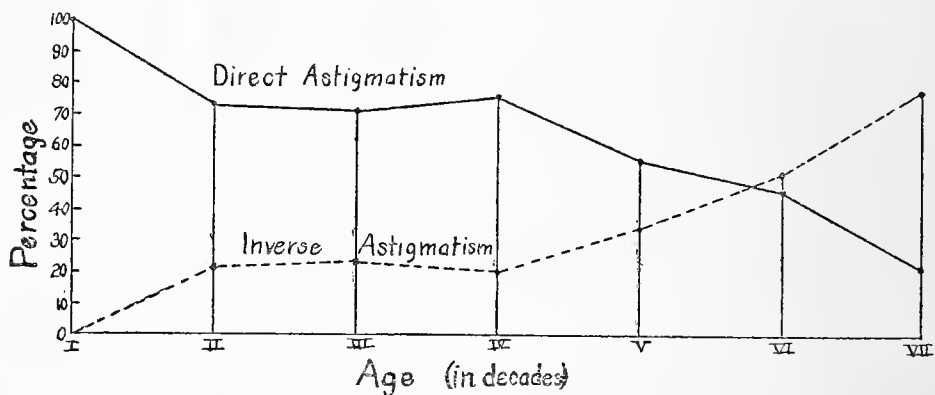 100
90
80
70
60
50
40
30
20
10
0
Percentage
Direct Astigmatism
Inverse Astigmatism
I II III IV V VI VII
Age (in decades)